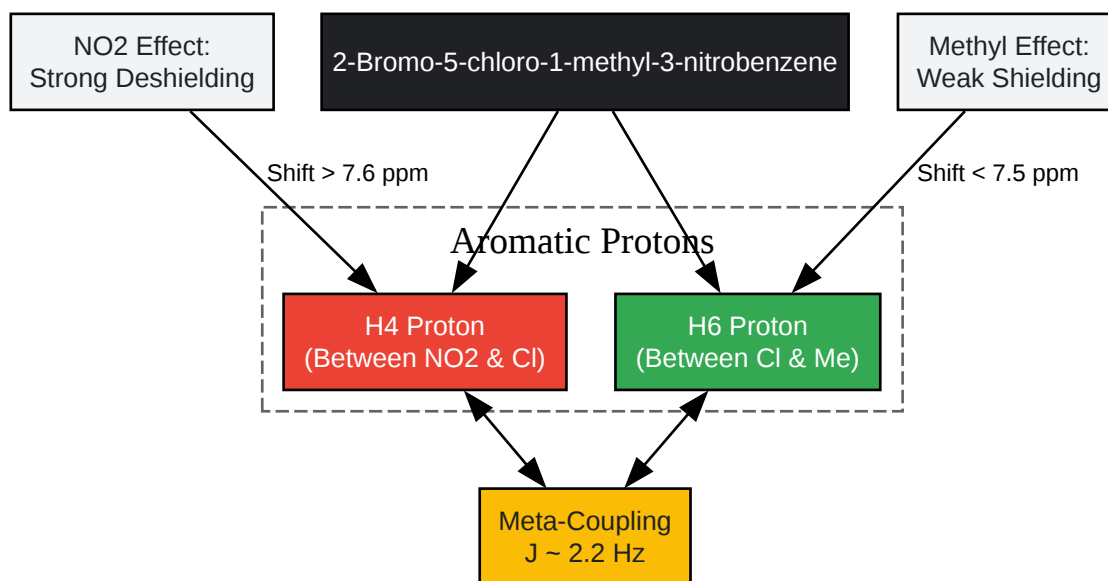 NO2 Effect:
Strong Deshielding
2-Bromo-5-chloro-1-methyl-3-nitrobenzene
Methyl Effect:
Weak Shielding
Shift > 7.6 ppm
Shift < 7.5 ppm
Aromatic Protons
H4 Proton
(Between NO2 & Cl)
H6 Proton
(Between Cl & Me)
Meta-Coupling
J ~ 2.2 Hz